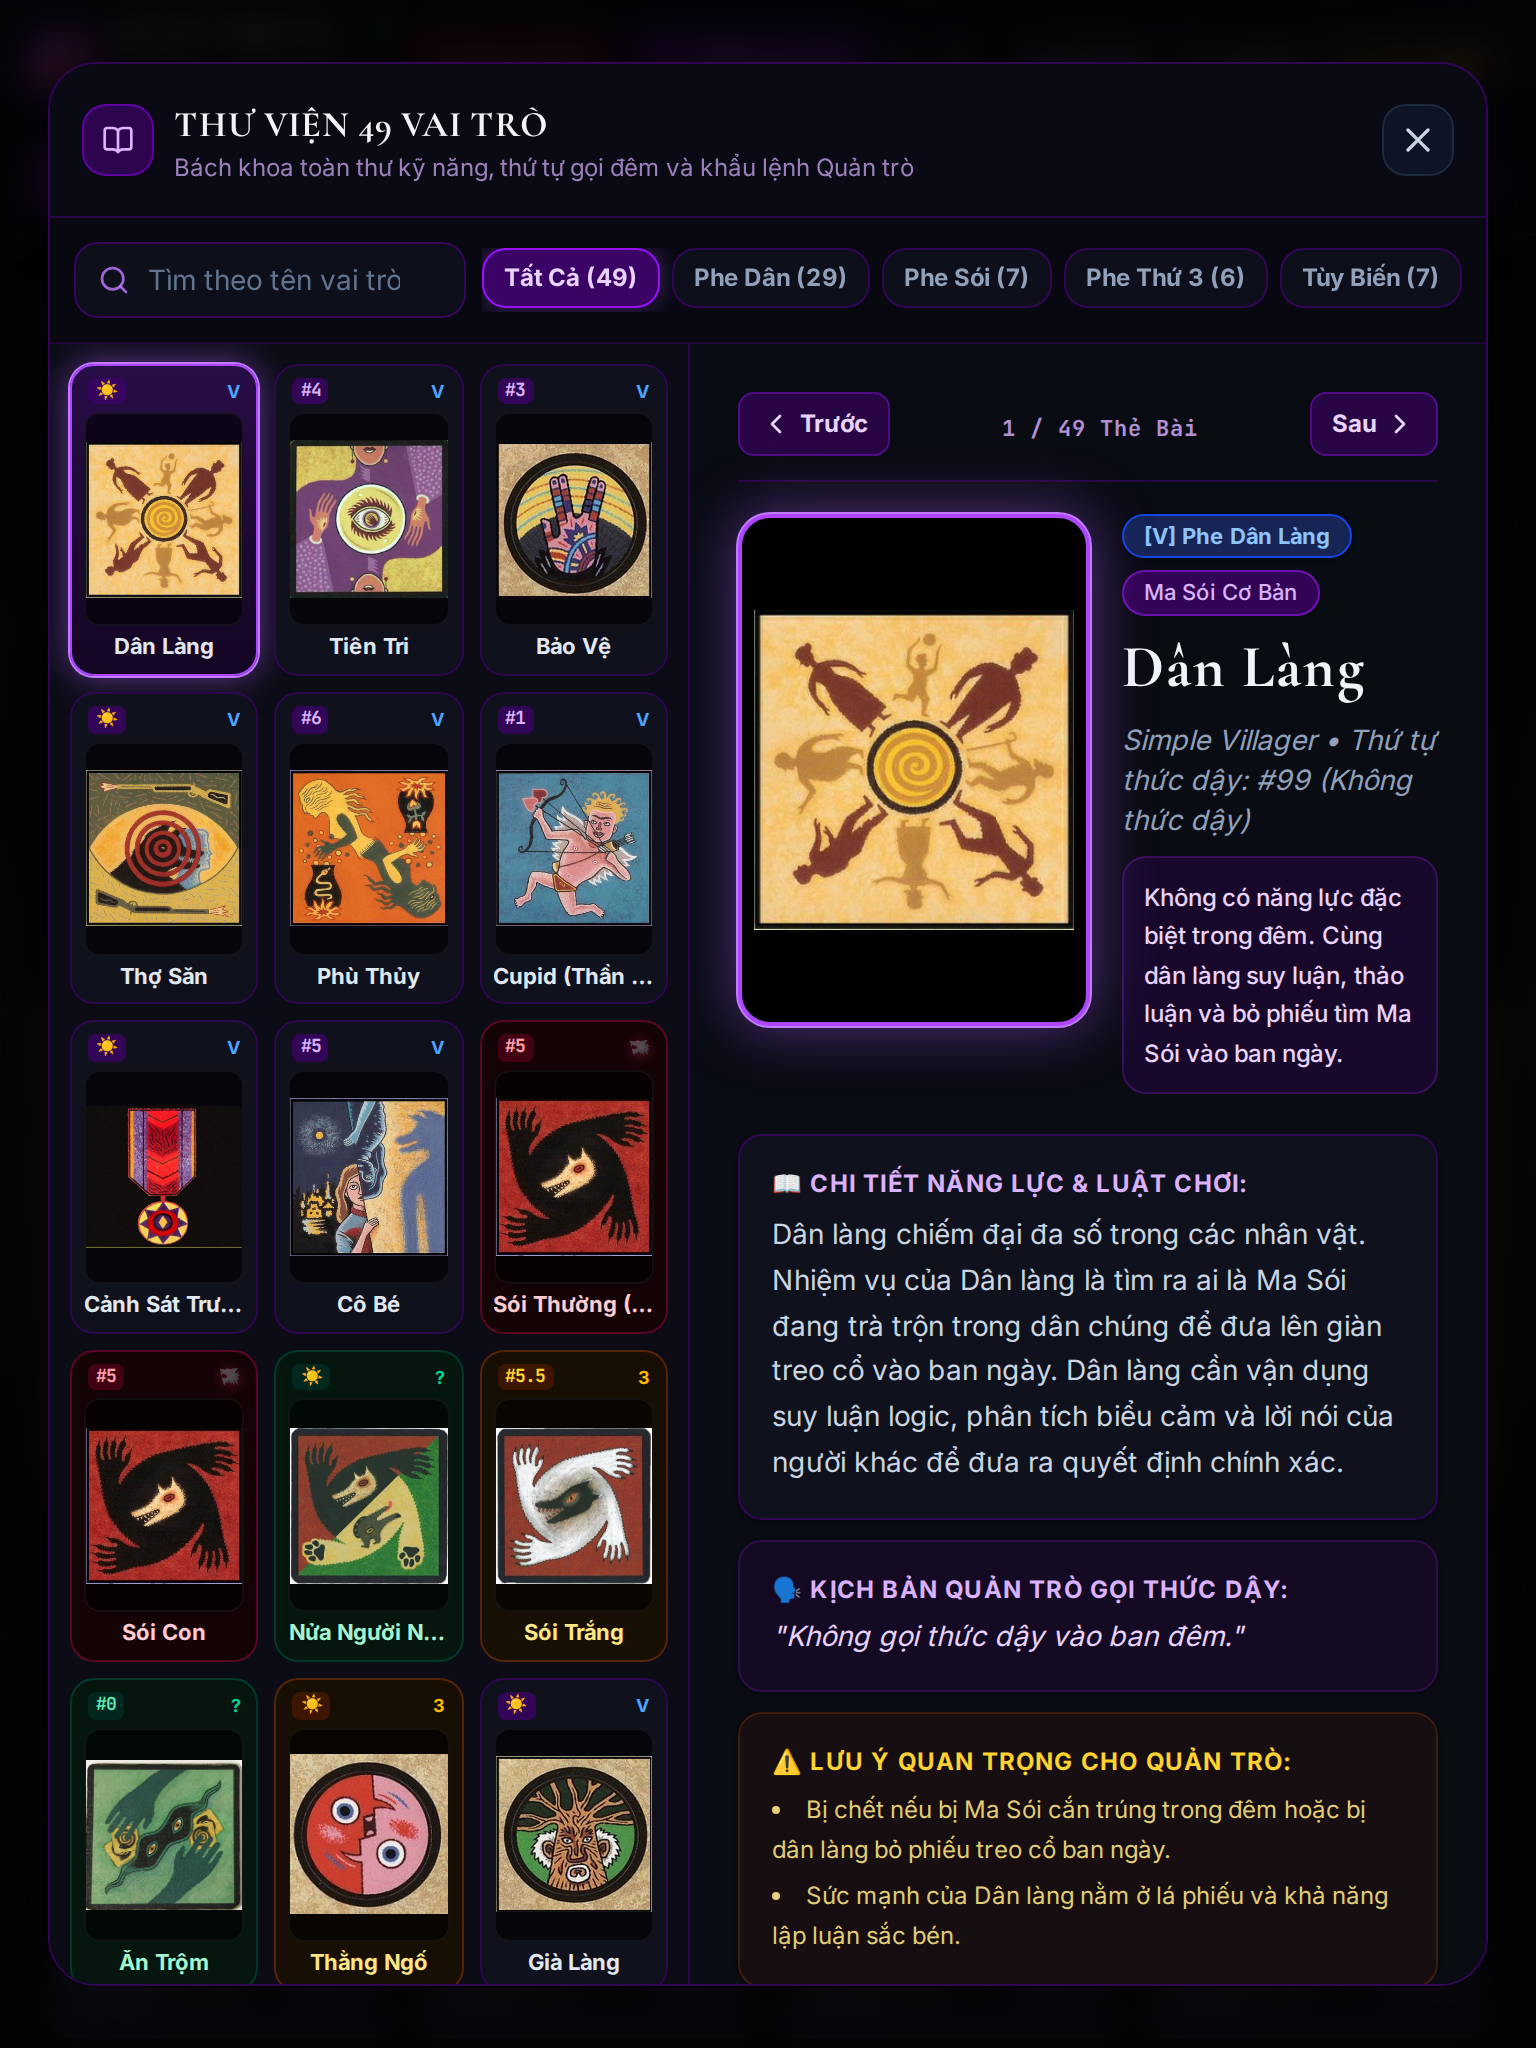 THƯ VIỆN 49 VAI TRÒ
Bách khoa toàn thư kỹ năng, thứ tự gọi đêm và khẩu lệnh Quản trò
Tìm theo tên vai trò
Tất Cả (49)
Phe Dân (29)
Phe Sói (7)
Phe Thứ 3 (6)
Tùy Biến (7)
V
#4 V
#3 V
Dân Làng
Tiên Tri
Bảo Vệ
V
#6 V
#1 V
Thợ Săn
Phù Thủy
Cupid (Thần ...
V
#5 V
#5
Cảnh Sát Trư...
Cô Bé
Sói Thường (...
#5
?
#5.5 3
Sói Con
Nửa Người N...
Sói Trắng
#0 ?
3
V
Ăn Trộm
Thằng Ngố
Già Làng
Trước
1 / 49 Thẻ Bài
Sau
[V] Phe Dân Làng
Ma Sói Cơ Bản
Dân Làng
Simple Villager • Thứ tự
thức dậy: #99 (Không
thức dậy)
Không có năng lực đặc
biệt trong đêm. Cùng
dân làng suy luận, thảo
luận và bỏ phiếu tìm Ma
Sói vào ban ngày.
CHI TIẾT NĂNG LỰC & LUẬT CHƠI:
Dân làng chiếm đại đa số trong các nhân vật.
Nhiệm vụ của Dân làng là tìm ra ai là Ma Sói
đang trà trộn trong dân chúng để đưa lên giàn
treo cổ vào ban ngày. Dân làng cần vận dụng
suy luận logic, phân tích biểu cảm và lời nói của
người khác để đưa ra quyết định chính xác.
KỊCH BẢN QUẢN TRÒ GỌI THỨC DẬY:
"Không gọi thức dậy vào ban đêm."
LƯU Ý QUAN TRỌNG CHO QUẢN TRÒ:
• Bị chết nếu bị Ma Sói cắn trúng trong đêm hoặc bị
dân làng bỏ phiếu treo cổ ban ngày.
• Sức mạnh của Dân làng nằm ở lá phiếu và khả năng
lập luận sắc bén.